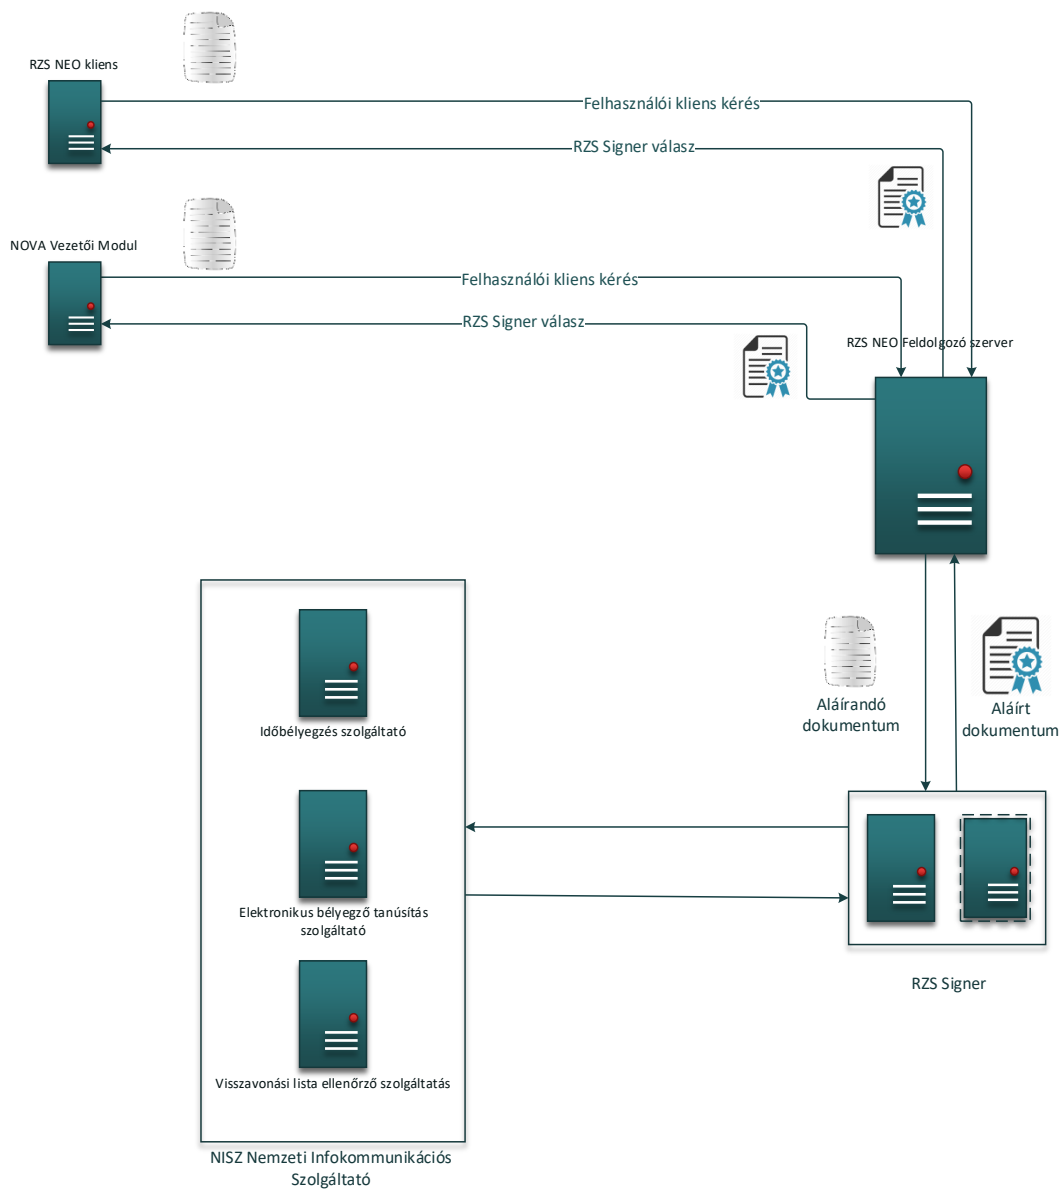 RZS NEO kliens
Felhasználói kliens kérés
RZS Signer válasz
NOVA Vezetői Modul
Felhasználói kliens kérés
RZS Signer válasz
RZS NEO Feldolgozó szerver
Időbélyegzés szolgáltató
Aláírandó
dokumentum
Aláírt
dokumentum
Elektronikus bélyegző tanúsítás
szolgáltató
RZS Signer
Visszavonási lista ellenőrző szolgáltatás
NISZ Nemzeti Infokommunikációs
Szolgáltató